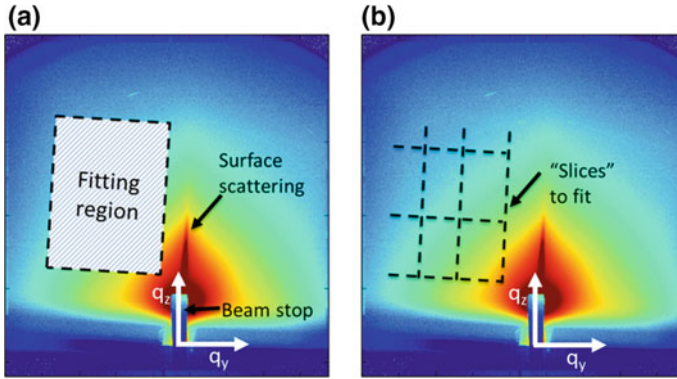 (a)
Fitting
region
Surface
scattering
qz
Beam stop
qy
(b)
“Slices”
to fit
qz
qy